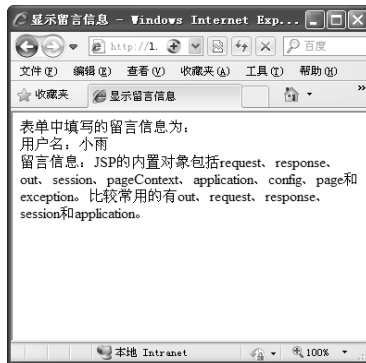 显示留言信息 - Windows Internet Exp...
http://1.
百度
文件(F) 编辑(E) 查看(V) 收藏夹(A) 工具(T) 帮助(H)
收藏夹 显示留言信息 »
表单中填写的留言信息为：
用户名：小雨
留言信息：JSP的内置对象包括request、response、
out、session、pageContext、application、config、page和
exception。比较常用的有out、request、response、
session和application。
本地 Intranet 100%